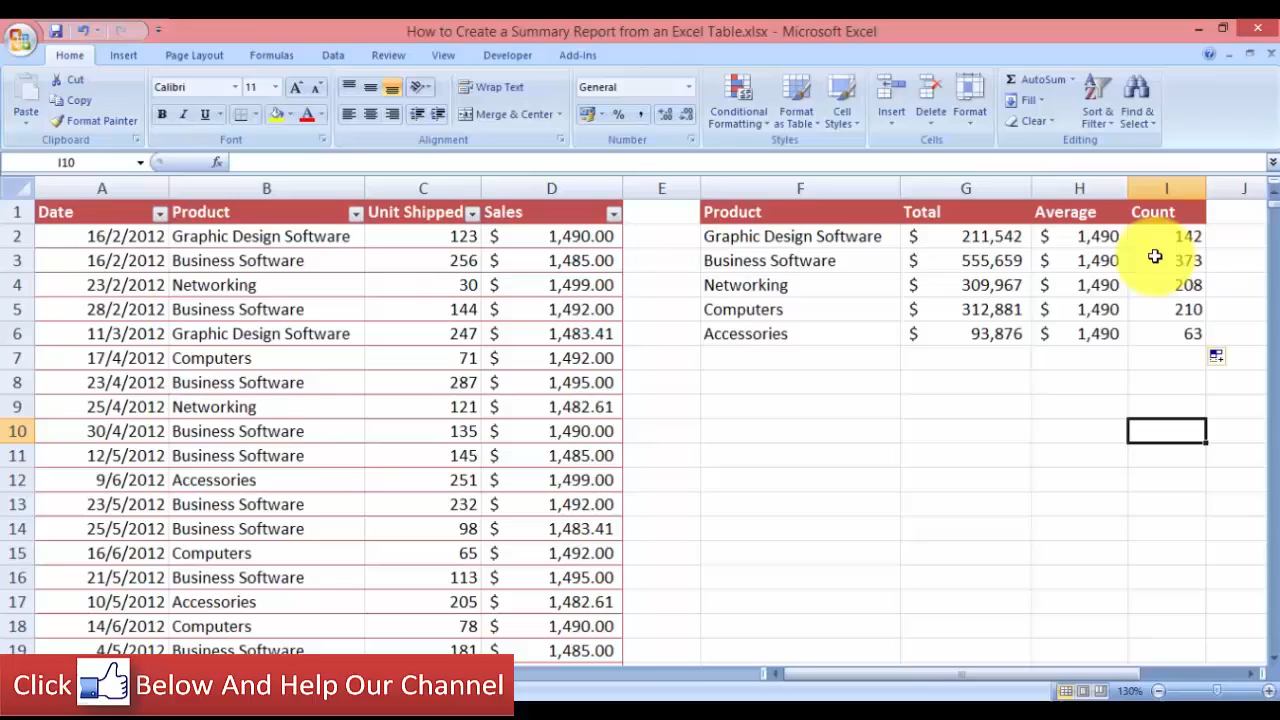 How to Create a Summary Report from an Excel Table.xlsx - Microsoft Excel
Home Insert Page Layout Formulas Data Review View Developer Add-Ins
Paste Cut Copy Format Painter Clipboard
Calibri 11 B I U A Font
Wrap Text Merge & Center Alignment
General % , Number
Conditional Formatting Format as Table Cell Styles Styles
Insert Delete Format Cells
Σ AutoSum Fill Clear Sort & Filter Find & Select Editing
I10 fx
A B C D E F G H I J
1 Date Product Unit Shipped Sales Product Total Average Count
2 16/2/2012 Graphic Design Software 123 $ 1,490.00 Graphic Design Software $ 211,542 $ 1,490 142
3 16/2/2012 Business Software 256 $ 1,485.00 Business Software $ 555,659 $ 1,490 373
4 23/2/2012 Networking 30 $ 1,499.00 Networking $ 309,967 $ 1,490 208
5 28/2/2012 Business Software 144 $ 1,492.00 Computers $ 312,881 $ 1,490 210
6 11/3/2012 Graphic Design Software 247 $ 1,483.41 Accessories $ 93,876 $ 1,490 63
7 17/4/2012 Computers 71 $ 1,492.00
8 23/4/2012 Business Software 287 $ 1,495.00
9 25/4/2012 Networking 121 $ 1,482.61
10 30/4/2012 Business Software 135 $ 1,490.00
11 12/5/2012 Business Software 145 $ 1,485.00
12 9/6/2012 Accessories 251 $ 1,499.00
13 23/5/2012 Business Software 232 $ 1,492.00
14 25/5/2012 Business Software 98 $ 1,483.41
15 16/6/2012 Computers 65 $ 1,492.00
16 21/5/2012 Business Software 113 $ 1,495.00
17 10/5/2012 Accessories 205 $ 1,482.61
18 14/6/2012 Computers 78 $ 1,490.00
19 4/5/2012 Business Software 181 $ 1,485.00
Click Below And Help Our Channel
130%